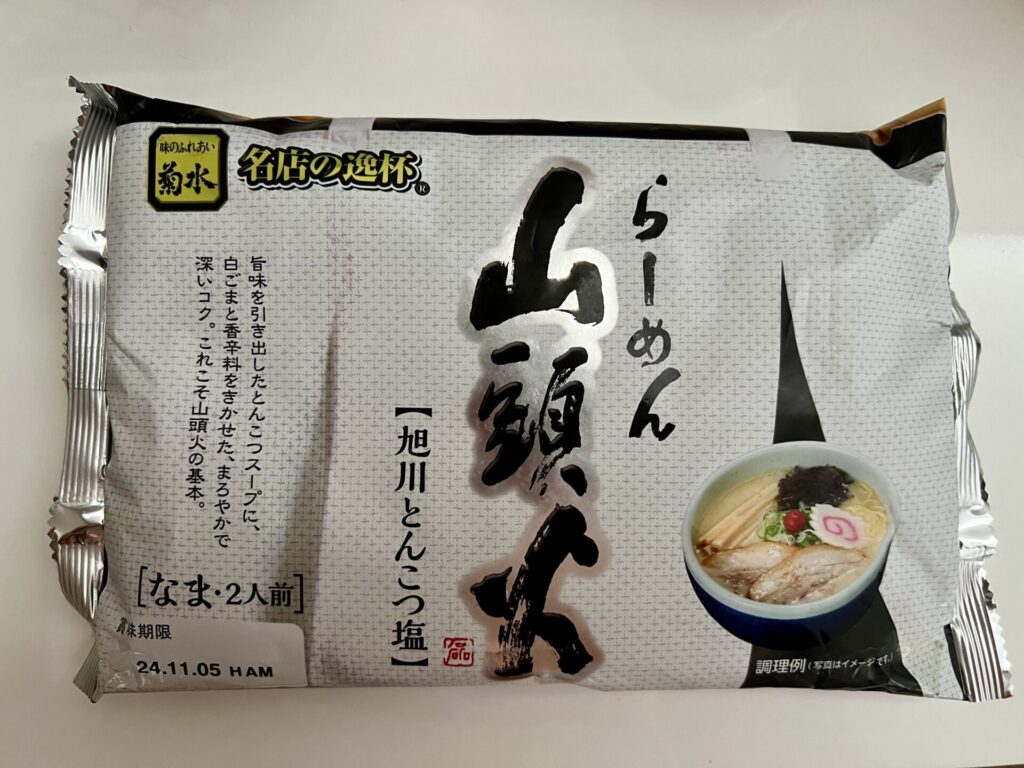 味のふれあい
菊水
名店の逸杯®
らーめん
山頭火
【旭川とんこつ塩】
旨味を引き出したとんこつスープに、
白ごまと香辛料をきかせた、まろやかで
深いコク。これこそ山頭火の基本。
[なま・2人前]
賞味期限
24.11.05 HAM
調理例(写真はイメージです。)